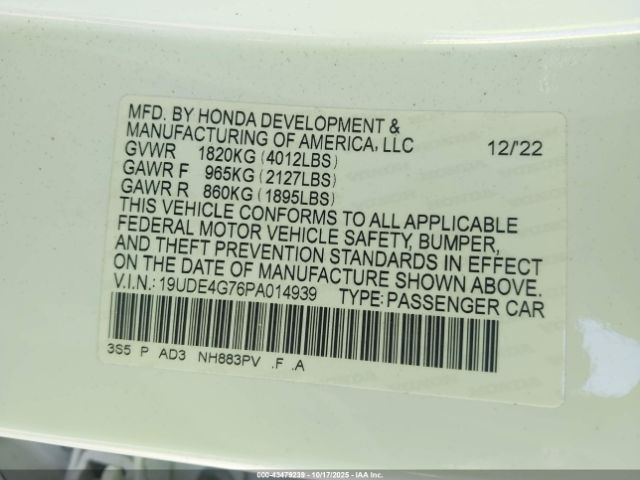 MFD. BY HONDA DEVELOPMENT &
MANUFACTURING OF AMERICA, LLC 12/'22
GVWR 1820KG (4012LBS)
GAWR F 965KG (2127LBS)
GAWR R 860KG (1895LBS)
THIS VEHICLE CONFORMS TO ALL APPLICABLE
FEDERAL MOTOR VEHICLE SAFETY, BUMPER,
AND THEFT PREVENTION STANDARDS IN EFFECT
ON THE DATE OF MANUFACTURE SHOWN ABOVE.
V.I.N.: 19UDE4G76PA014939 TYPE: PASSENGER CAR
3S5 P AD3 NH883PV .F .A
220 - 43479239 - 10/17/2025 - IAA Inc.